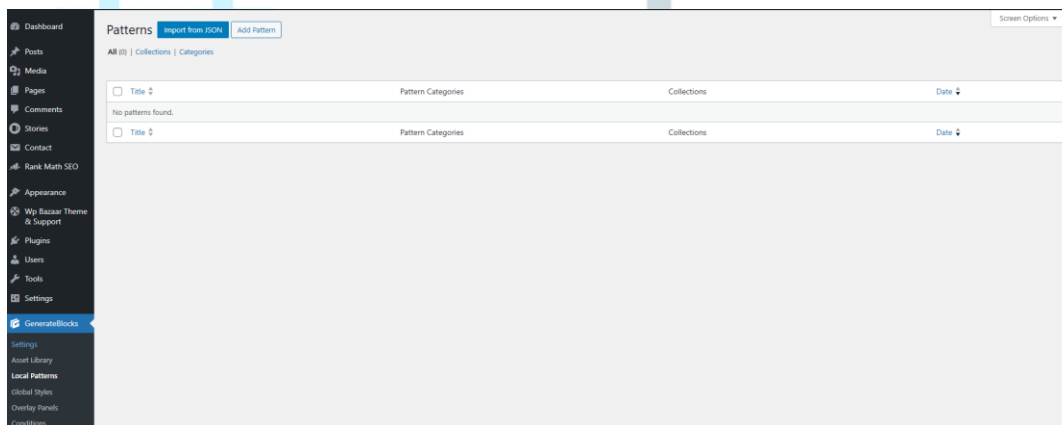 Screen Options
Dashboard
Patterns Import from JSON Add Pattern
Posts
All (0) | Collections | Categories
Media
Pages
Title Pattern Categories Collections Date
Comments
No patterns found.
Stories
Title Pattern Categories Collections Date
Contact
Rank Math SEO
Appearance
Wp Bazaar Theme
& Support
Plugins
Users
Tools
Settings
GenerateBlocks
Settings
Asset Library
Local Patterns
Global Styles
Overlay Panels
Conditions